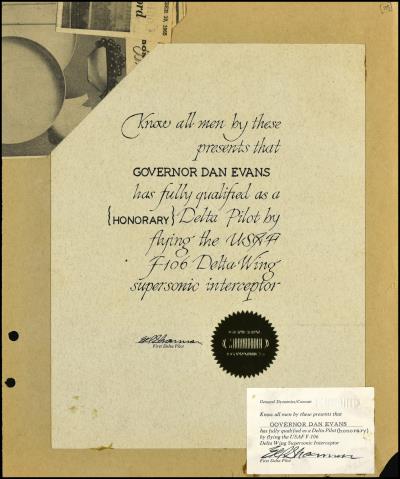 Know all men by these
presents that
GOVERNOR DAN EVANS
has fully qualified as a
{HONORARY} Delta Pilot by
flying the USAF
F-106 Delta-Wing
supersonic interceptor
First Delta Pilot
General Dynamics/Convair
Know all men by these presents that
GOVERNOR DAN EVANS
has fully qualified as a Delta Pilot (honorary)
by flying the USAF F-106
Delta Wing Supersonic Interceptor
First Delta Pilot